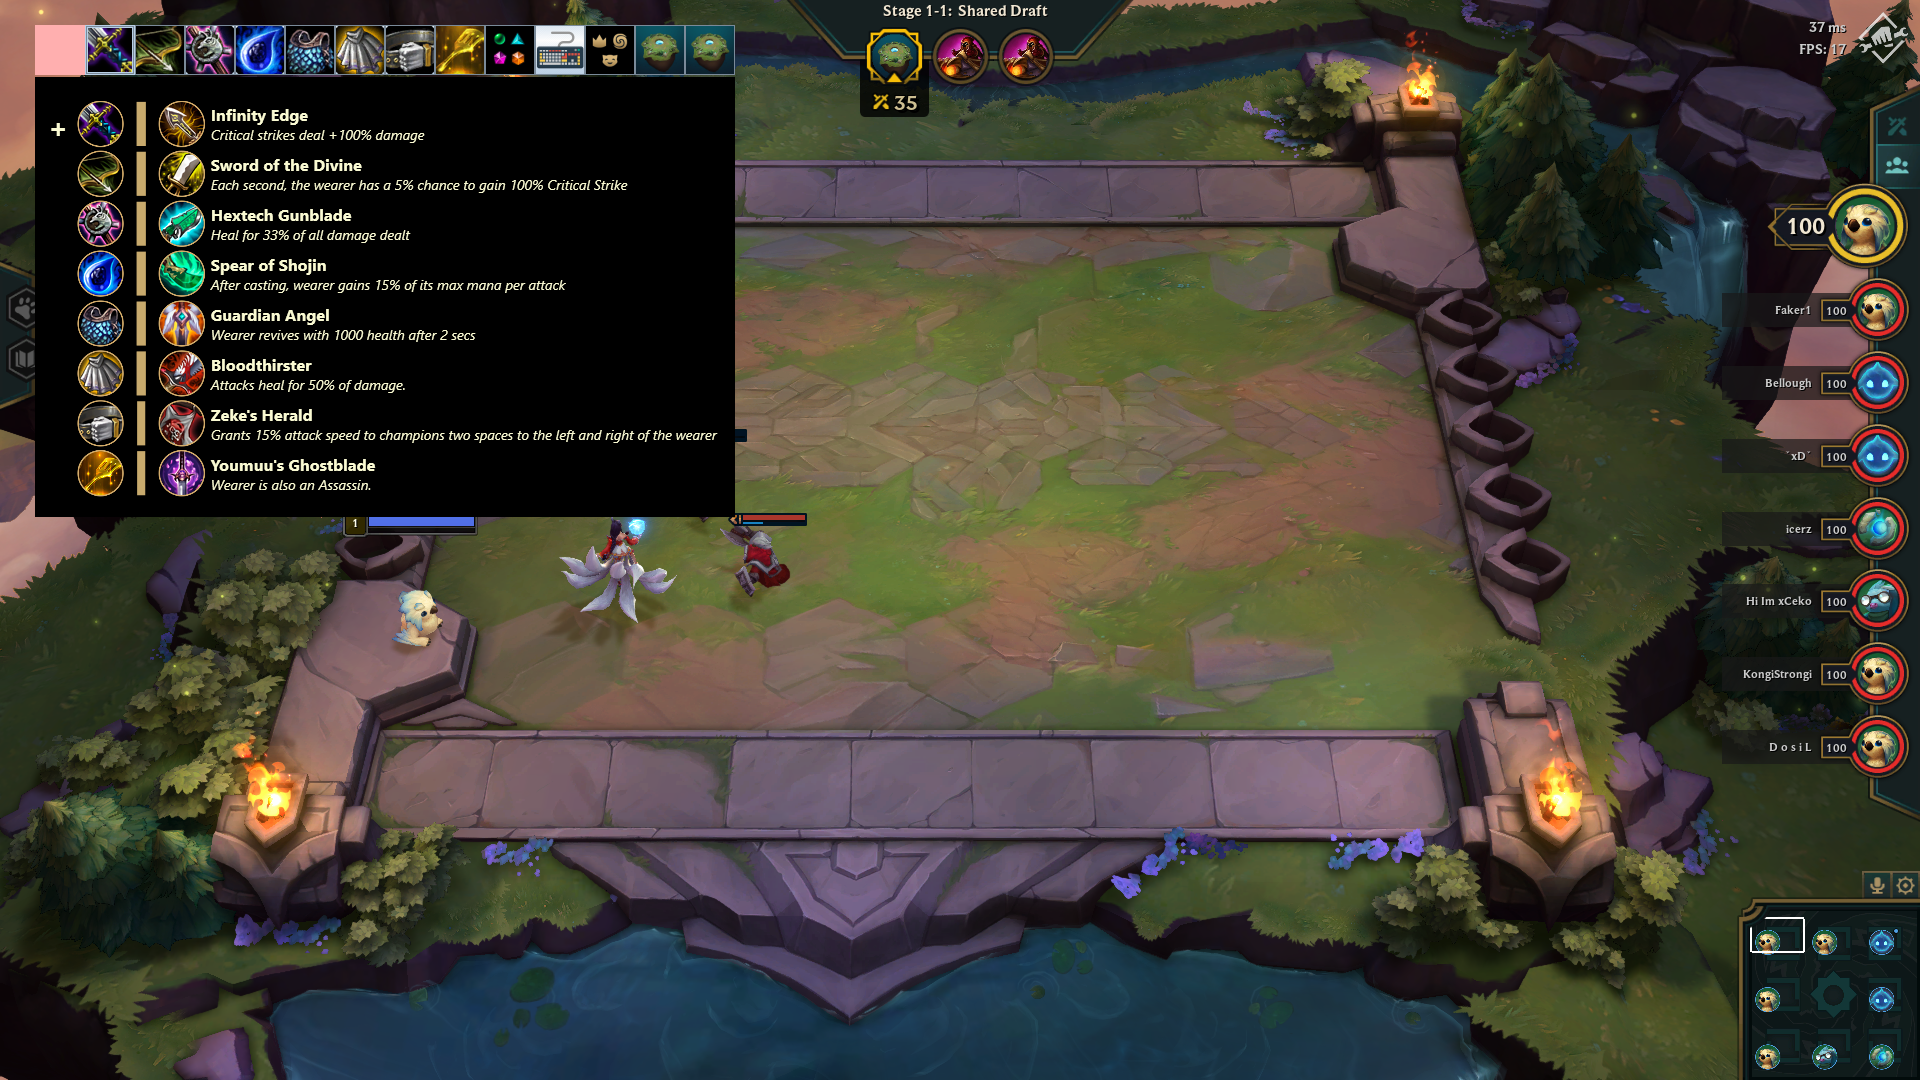 Stage 1-1: Shared Draft
37 ms
FPS: 17
35
+
Infinity Edge
Critical strikes deal +100% damage
Sword of the Divine
Each second, the wearer has a 5% chance to gain 100% Critical Strike
Hextech Gunblade
Heal for 33% of all damage dealt
Spear of Shojin
After casting, wearer gains 15% of its max mana per attack
Guardian Angel
Wearer revives with 1000 health after 2 secs
Bloodthirster
Attacks heal for 50% of damage.
Zeke's Herald
Grants 15% attack speed to champions two spaces to the left and right of the wearer
Youmuu's Ghostblade
Wearer is also an Assassin.
1
100
Faker1 100
Bellough 100
`xD` 100
icerz 100
Hi Im xCeko 100
KongiStrongi 100
D o s i L 100